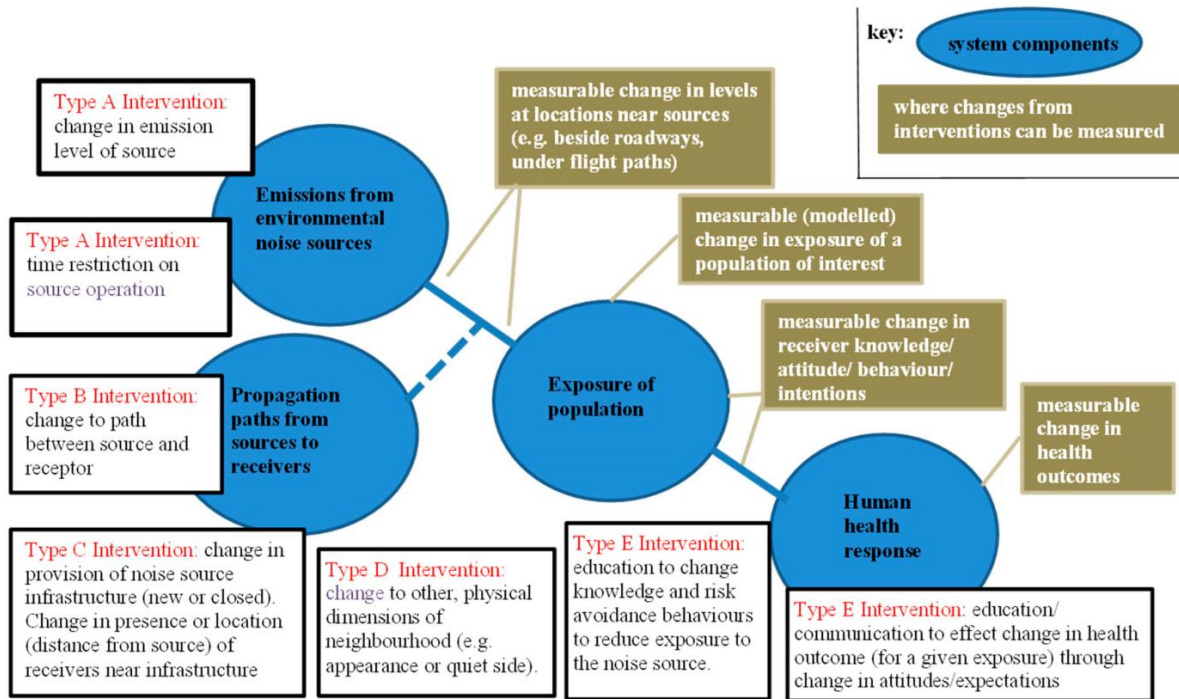 key:
system components
where changes from
interventions can be measured
Type A Intervention:
change in emission
level of source
measurable change in levels
at locations near sources
(e.g. beside roadways,
under flight paths)
Emissions from
environmental
noise sources
Type A Intervention:
time restriction on
source operation
measurable (modelled)
change in exposure of a
population of interest
measurable change in
receiver knowledge/
attitude/ behaviour/
intentions
Type B Intervention:
change to path
between source and
receptor
Propagation
paths from
sources to
receivers
Exposure of
population
measurable
change in
health
outcomes
Human
health
response
Type C Intervention: change in
provision of noise source
infrastructure (new or closed).
Change in presence or location
(distance from source) of
receivers near infrastructure
Type D Intervention:
change to other, physical
dimensions of
neighbourhood (e.g.
appearance or quiet side).
Type E Intervention:
education to change
knowledge and risk
avoidance behaviours
to reduce exposure to
the noise source.
Type E Intervention: education/
communication to effect change in health
outcome (for a given exposure) through
change in attitudes/expectations